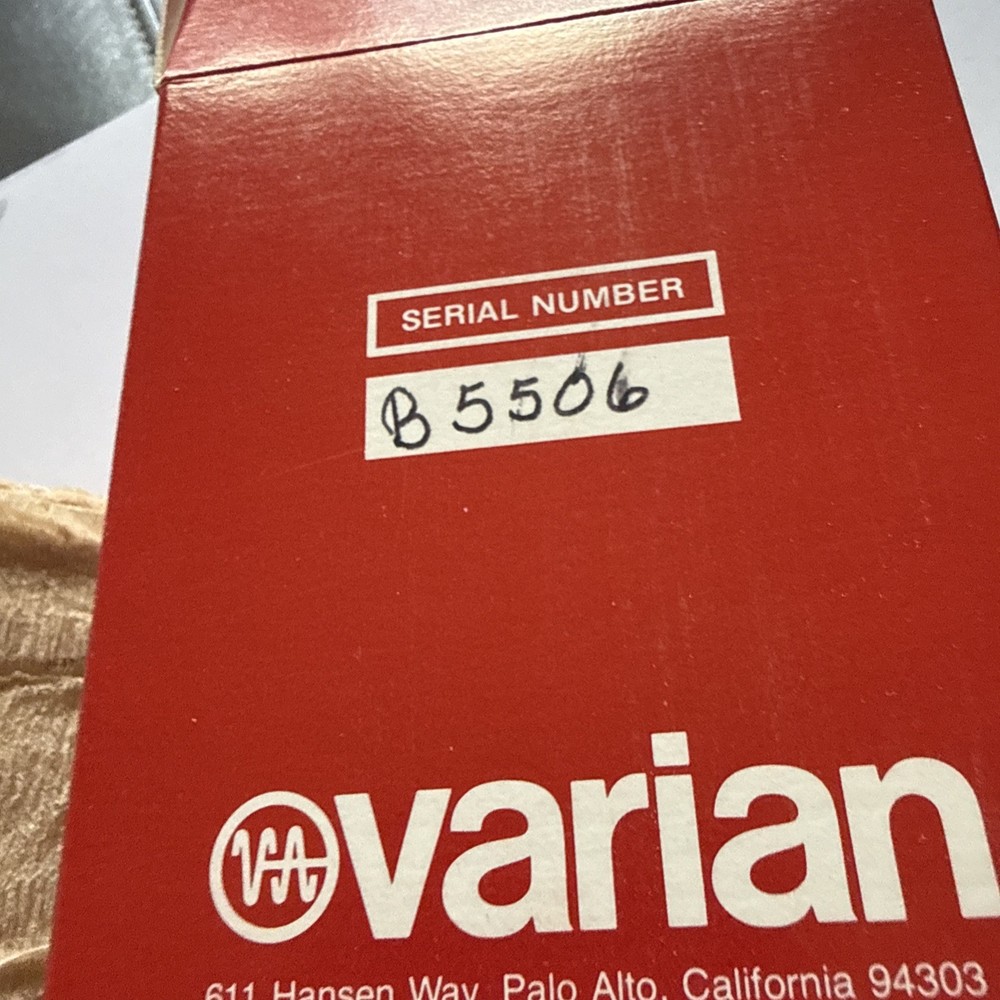 SERIAL NUMBER
B5506
varian
611 Hansen Way, Palo Alto, California 94303